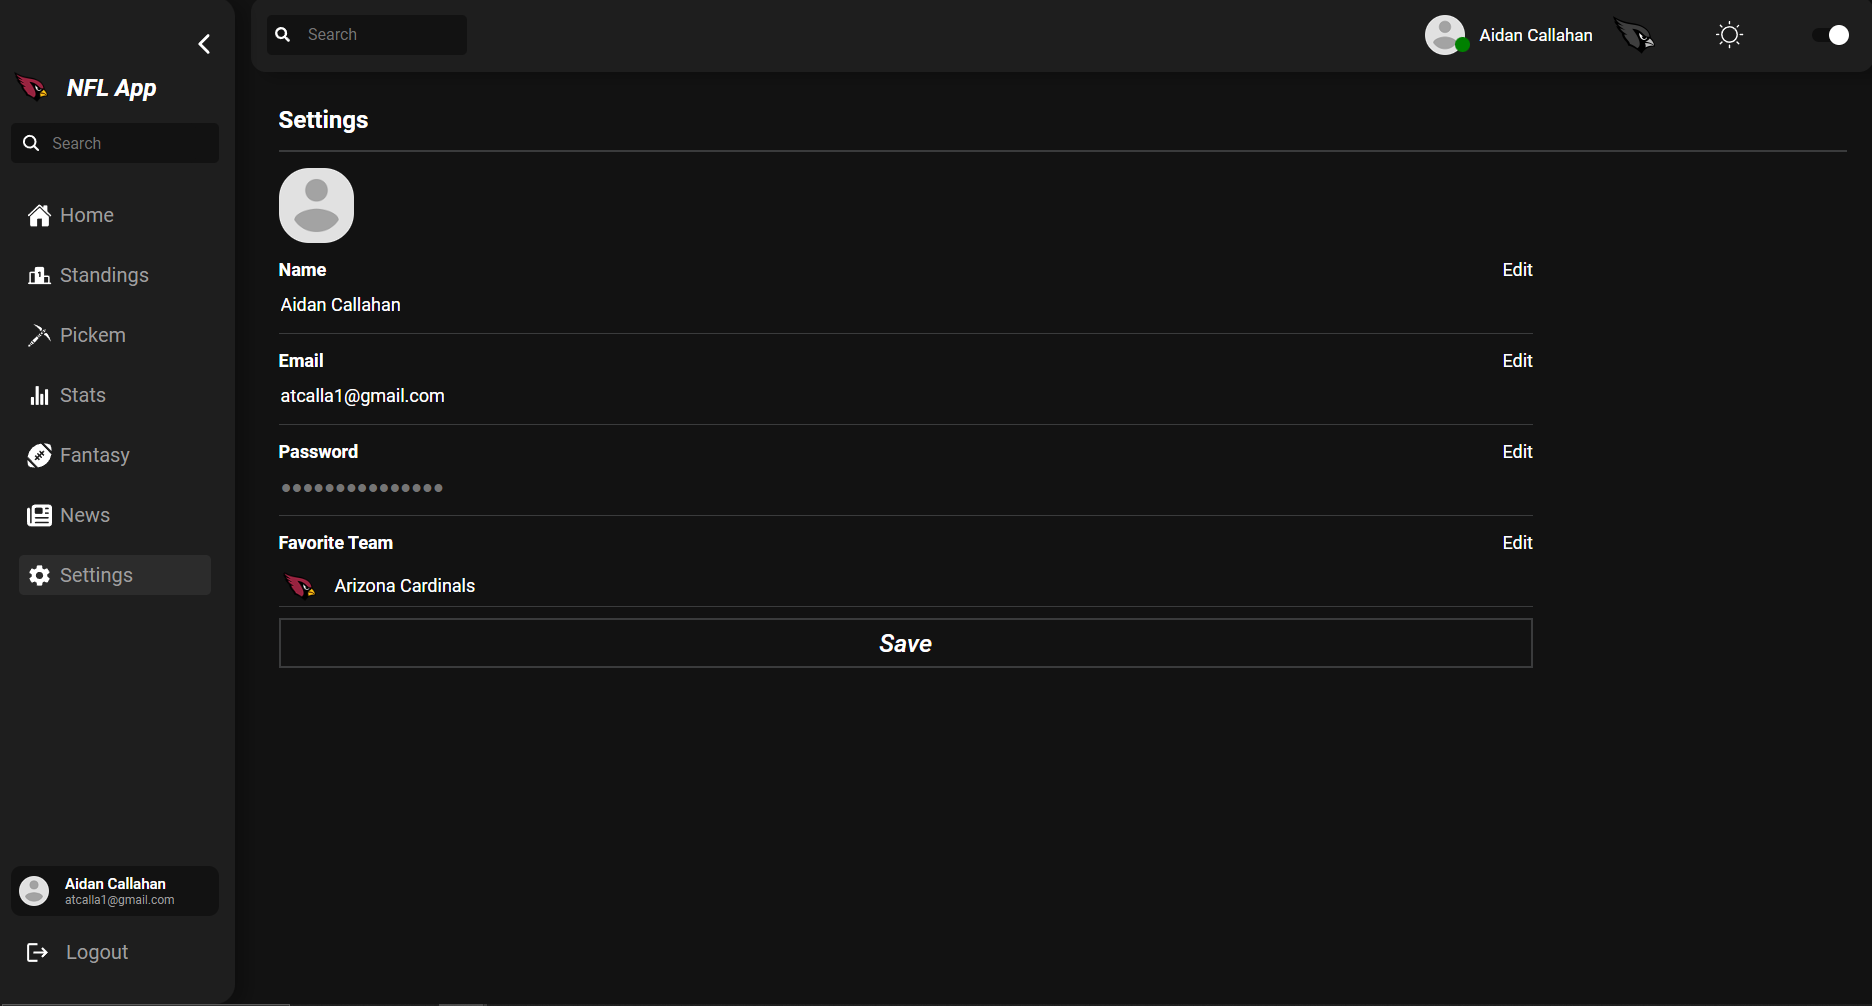 NFL App
Search
Home
Standings
Pickem
Stats
Fantasy
News
Settings
Aidan Callahan
atcalla1@gmail.com
Logout
Search
Aidan Callahan
Settings
Name
Edit
Aidan Callahan
Email
Edit
atcalla1@gmail.com
Password
Edit
•••••••••••••••
Favorite Team
Edit
Arizona Cardinals
Save